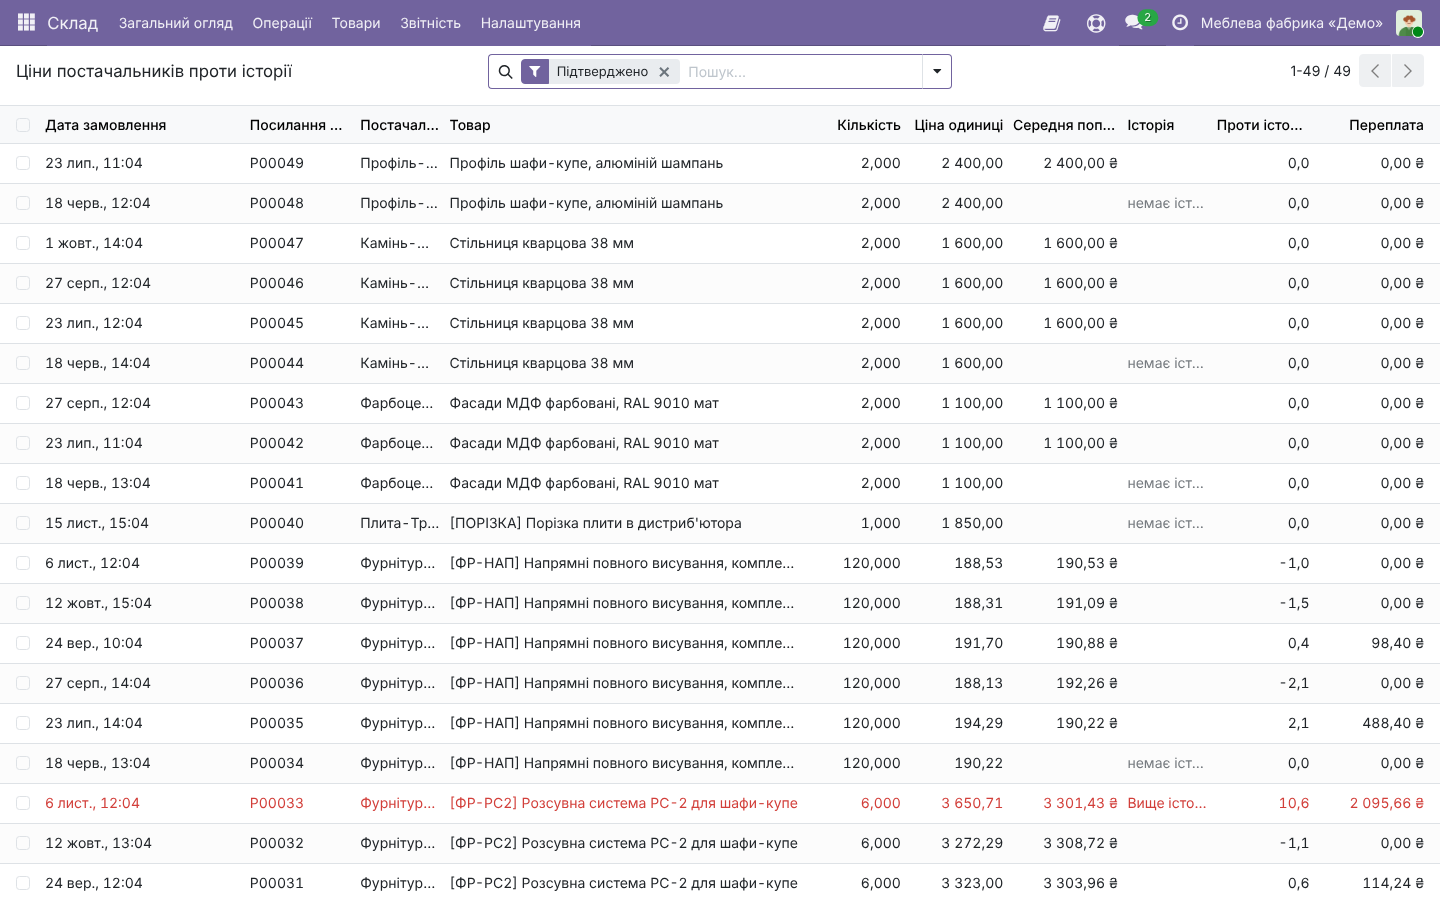 Склад Загальний огляд Операції Товари Звітність Налаштування 2 Меблева фабрика «Демо»
Ціни постачальників проти історії Підтверджено Пошук... 1-49 / 49
Дата замовлення Посилання ... Постачал... Товар Кількість Ціна одиниці Середня поп... Історія Проти істо... Переплата
23 лип., 11:04 P00049 Профіль-... Профіль шафи-купе, алюміній шампань 2,000 2 400,00 2 400,00 ₴ 0,0 0,00 ₴
18 черв., 12:04 P00048 Профіль-... Профіль шафи-купе, алюміній шампань 2,000 2 400,00 немає іст... 0,0 0,00 ₴
1 жовт., 14:04 P00047 Камінь-... Стільниця кварцова 38 мм 2,000 1 600,00 1 600,00 ₴ 0,0 0,00 ₴
27 серп., 12:04 P00046 Камінь-... Стільниця кварцова 38 мм 2,000 1 600,00 1 600,00 ₴ 0,0 0,00 ₴
23 лип., 12:04 P00045 Камінь-... Стільниця кварцова 38 мм 2,000 1 600,00 1 600,00 ₴ 0,0 0,00 ₴
18 черв., 14:04 P00044 Камінь-... Стільниця кварцова 38 мм 2,000 1 600,00 немає іст... 0,0 0,00 ₴
27 серп., 12:04 P00043 Фарбоце... Фасади МДФ фарбовані, RAL 9010 мат 2,000 1 100,00 1 100,00 ₴ 0,0 0,00 ₴
23 лип., 11:04 P00042 Фарбоце... Фасади МДФ фарбовані, RAL 9010 мат 2,000 1 100,00 1 100,00 ₴ 0,0 0,00 ₴
18 черв., 13:04 P00041 Фарбоце... Фасади МДФ фарбовані, RAL 9010 мат 2,000 1 100,00 немає іст... 0,0 0,00 ₴
15 лист., 15:04 P00040 Плита-Тр... [ПОРІЗКА] Порізка плити в дистриб'ютора 1,000 1 850,00 немає іст... 0,0 0,00 ₴
6 лист., 12:04 P00039 Фурнітур... [ФР-НАП] Напрямні повного висування, компле... 120,000 188,53 190,53 ₴ -1,0 0,00 ₴
12 жовт., 15:04 P00038 Фурнітур... [ФР-НАП] Напрямні повного висування, компле... 120,000 188,31 191,09 ₴ -1,5 0,00 ₴
24 вер., 10:04 P00037 Фурнітур... [ФР-НАП] Напрямні повного висування, компле... 120,000 191,70 190,88 ₴ 0,4 98,40 ₴
27 серп., 14:04 P00036 Фурнітур... [ФР-НАП] Напрямні повного висування, компле... 120,000 188,13 192,26 ₴ -2,1 0,00 ₴
23 лип., 14:04 P00035 Фурнітур... [ФР-НАП] Напрямні повного висування, компле... 120,000 194,29 190,22 ₴ 2,1 488,40 ₴
18 черв., 13:04 P00034 Фурнітур... [ФР-НАП] Напрямні повного висування, компле... 120,000 190,22 немає іст... 0,0 0,00 ₴
6 лист., 12:04 P00033 Фурнітур... [ФР-РС2] Розсувна система РС-2 для шафи-купе 6,000 3 650,71 3 301,43 ₴ Вище істо... 10,6 2 095,66 ₴
12 жовт., 13:04 P00032 Фурнітур... [ФР-РС2] Розсувна система РС-2 для шафи-купе 6,000 3 272,29 3 308,72 ₴ -1,1 0,00 ₴
24 вер., 12:04 P00031 Фурнітур... [ФР-РС2] Розсувна система РС-2 для шафи-купе 6,000 3 323,00 3 303,96 ₴ 0,6 114,24 ₴